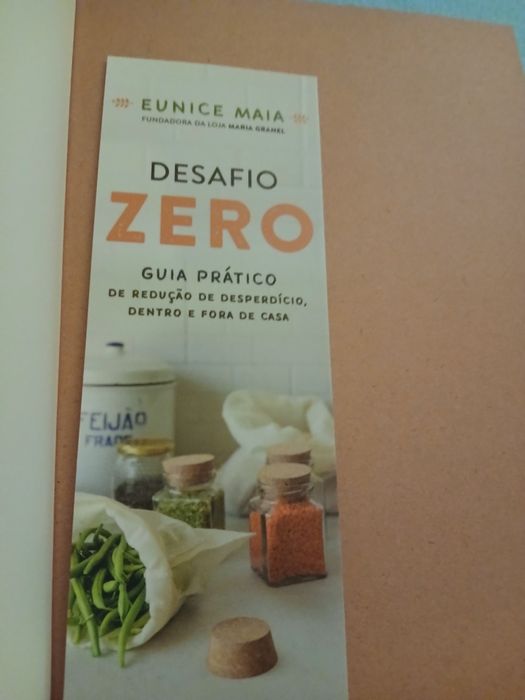 EUNICE MAIA
FUNDADORA DA LOJA MARIA GRANEL
DESAFIO
ZERO
GUIA PRÁTICO
DE REDUÇÃO DE DESPERDÍCIO,
DENTRO E FORA DE CASA
FEIJÃO
FRADE